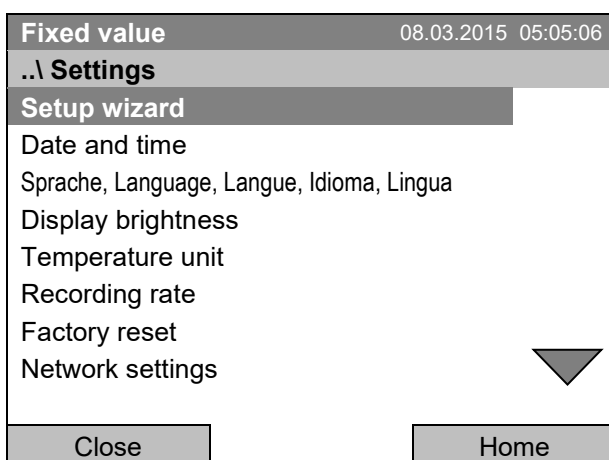 Fixed value 08.03.2015 05:05:06
..\ Settings
Setup wizard
Date and time
Sprache, Language, Langue, Idioma, Lingua
Display brightness
Temperature unit
Recording rate
Factory reset
Network settings
Close Home